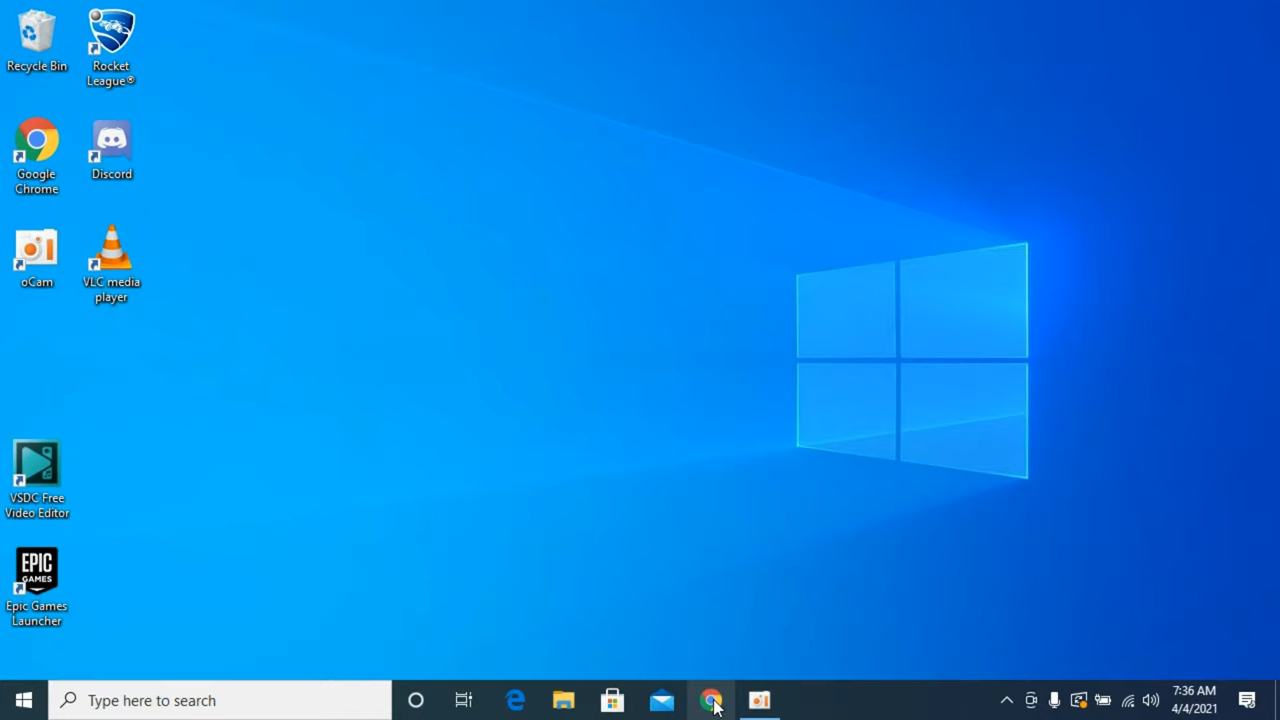 Recycle Bin
Rocket
League®
Google
Chrome
Discord
oCam
VLC media
player
VSDC Free
Video Editor
EPIC
GAMES
Epic Games
Launcher
Type here to search
7:36 AM
4/4/2021